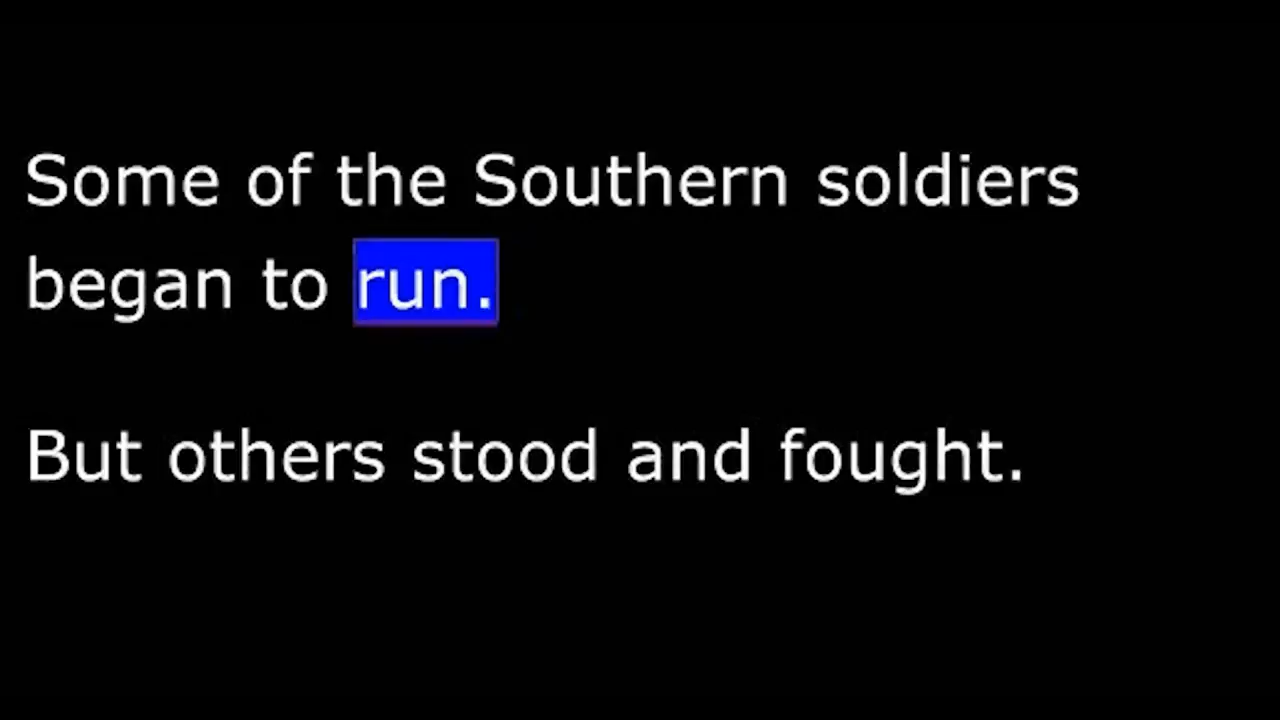 Some of the Southern soldiers
began to run.
But others stood and fought.